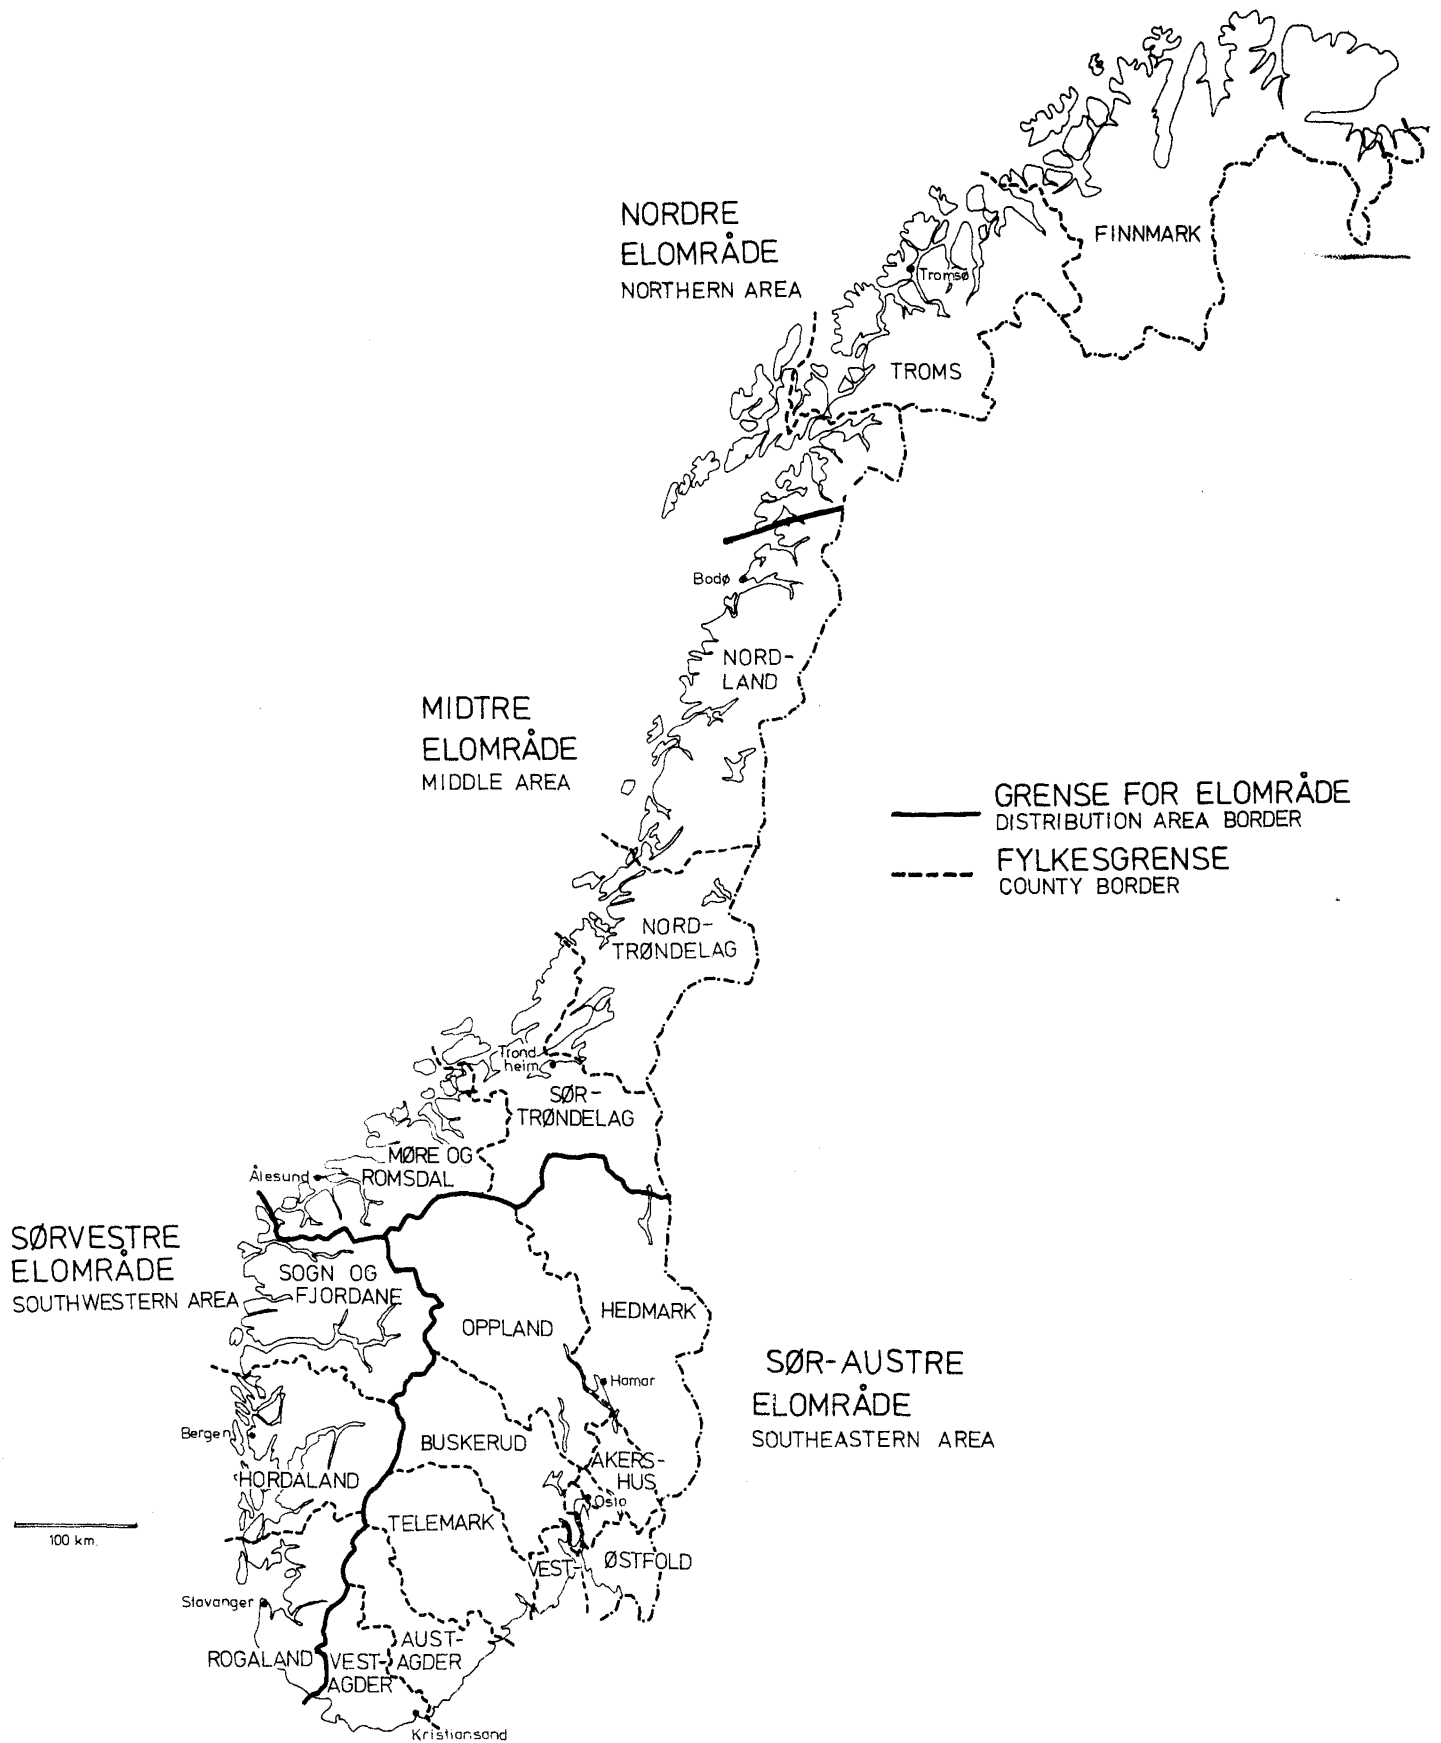 NORDRE
ELOMRÅDE
NORTHERN AREA
FINNMARK
Tromsø
TROMS
Bodø
NORD-
LAND
MIDTRE
ELOMRÅDE
MIDDLE AREA
GRENSE FOR ELOMRÅDE
DISTRIBUTION AREA BORDER
FYLKESGRENSE
COUNTY BORDER
NORD-
TRØNDELAG
Trond
heim
SØR-
TRØNDELAG
MØRE OG
ROMSDAL
Ålesund
SØRVESTRE
ELOMRÅDE
SOUTHWESTERN AREA
SOGN OG
FJORDANE
HEDMARK
OPPLAND
SØR-AUSTRE
ELOMRÅDE
SOUTHEASTERN AREA
Hamar
Bergen
BUSKERUD
AKERS-
HUS
HORDALAND
Oslo
TELEMARK
100 km.
VEST-
ØSTFOLD
Stavanger
ROGALAND
VEST-
AGDER
AUST-
AGDER
Kristiansand